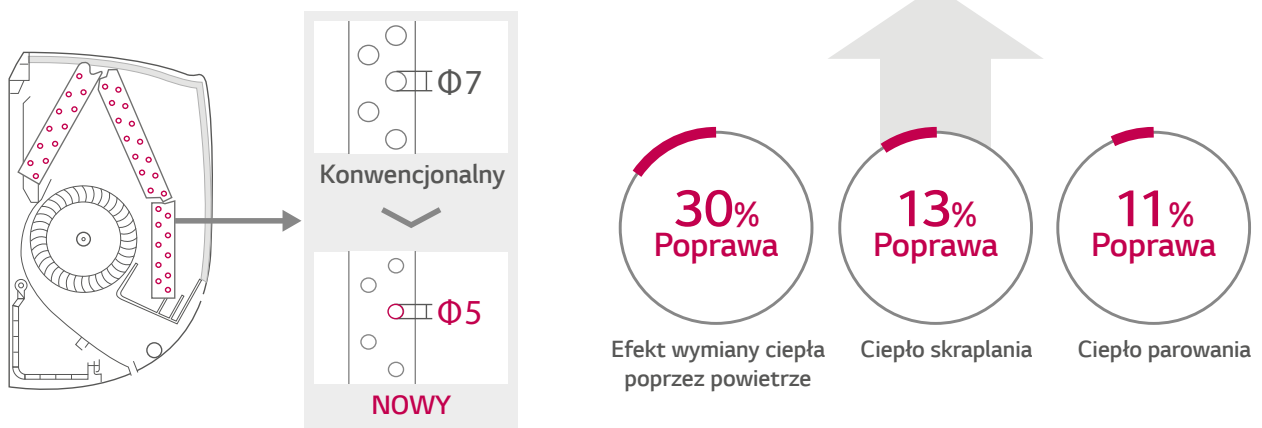 Φ7
Konwencjonalny
Φ5
NOWY
30%
Poprawa
Efekt wymiany ciepła
poprzez powietrze
13%
Poprawa
Ciepło skraplania
11%
Poprawa
Ciepło parowania